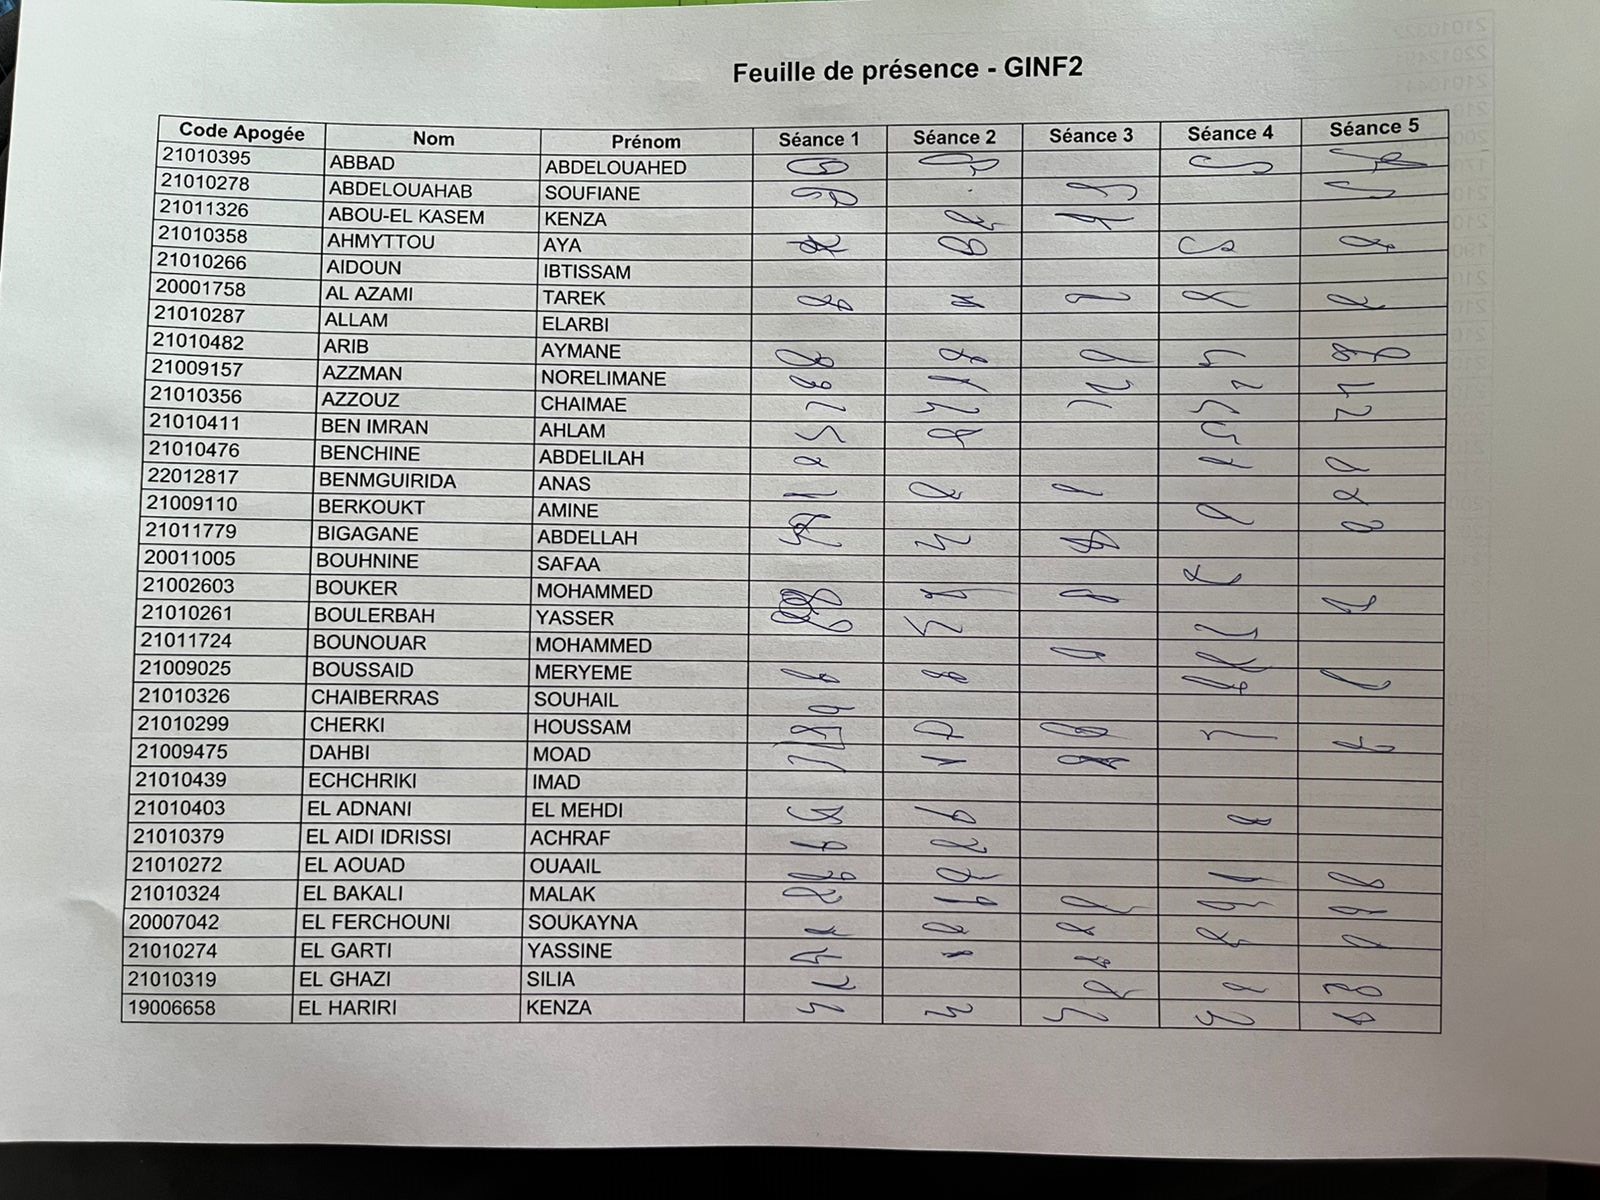 Feuille de présence - GINF2
Code Apogée Nom Prénom Séance 1 Séance 2 Séance 3 Séance 4 Séance 5
21010395 ABBAD ABDELOUAHED
21010278 ABDELOUAHAB SOUFIANE
21011326 ABOU-EL KASEM KENZA
21010358 AHMYTTOU AYA
21010266 AIDOUN IBTISSAM
20001758 AL AZAMI TAREK
21010287 ALLAM ELARBI
21010482 ARIB AYMANE
21009157 AZZMAN NORELIMANE
21010356 AZZOUZ CHAIMAE
21010411 BEN IMRAN AHLAM
21010476 BENCHINE ABDELILAH
22012817 BENMGUIRIDA ANAS
21009110 BERKOUKT AMINE
21011779 BIGAGANE ABDELLAH
20011005 BOUHNINE SAFAA
21002603 BOUKER MOHAMMED
21010261 BOULERBAH YASSER
21011724 BOUNOUAR MOHAMMED
21009025 BOUSSAID MERYEME
21010326 CHAIBERRAS SOUHAIL
21010299 CHERKI HOUSSAM
21009475 DAHBI MOAD
21010439 ECHCHRIKI IMAD
21010403 EL ADNANI EL MEHDI
21010379 EL AIDI IDRISSI ACHRAF
21010272 EL AOUAD OUAAIL
21010324 EL BAKALI MALAK
20007042 EL FERCHOUNI SOUKAYNA
21010274 EL GARTI YASSINE
21010319 EL GHAZI SILIA
19006658 EL HARIRI KENZA